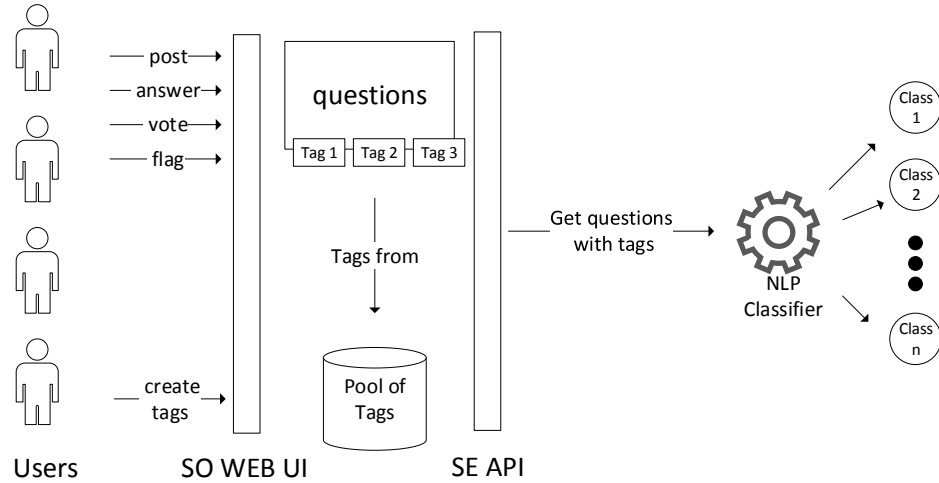 post
answer
vote
flag
create
tags
Users
SO WEB UI
questions
Tag 1
Tag 2
Tag 3
Tags from
Pool of
Tags
SE API
Get questions
with tags
NLP
Classifier
Class
1
Class
2
Class
n